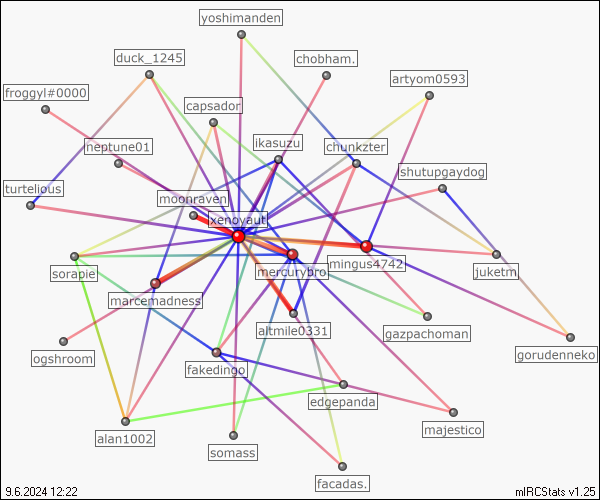 yoshimanden
duck_1245
chobham.
artyom0593
froggyl#0000
capsador
neptune01
ikasuzu
chunkzter
shutupgaydog
turtelious
moonraven
xenoyaut
sorapie
mercurybro
mingus4742
juketm
marcemadness
altmile0331
gazpachoman
ogshroom
fakedingo
gorudenneko
edgepanda
alan1002
somass
majestico
facadas.
9.6.2024 12:22
mIRCStats v1.25